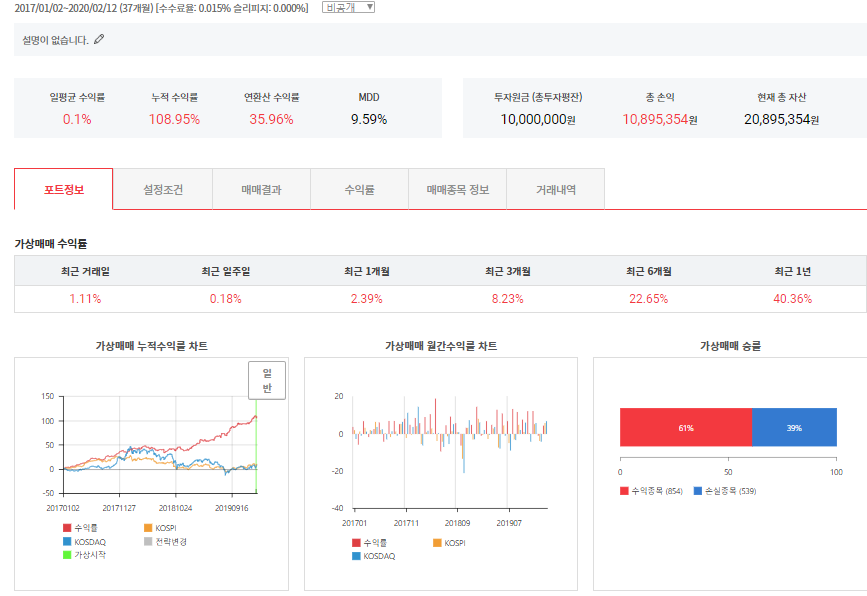 2017/01/02~2020/02/12 (37개월) [수수료율: 0.015% 슬리피지: 0.000%] 비공개
설명이 없습니다.
일평균 수익률 누적 수익률 연환산 수익률 MDD 투자원금 (총투자평잔) 총 손익 현재 총 자산
0.1% 108.95% 35.96% 9.59% 10,000,000원 10,895,354원 20,895,354원
포트정보 설정조건 매매결과 수익률 매매종목 정보 거래내역
가상매매 수익률
최근 거래일 최근 일주일 최근 1개월 최근 3개월 최근 6개월 최근 1년
1.11% 0.18% 2.39% 8.23% 22.65% 40.36%
가상매매 누적수익률 차트
일반
150
100
50
0
-50
20170102 20171127 20181024 20190916
수익률 KOSPI
KOSDAQ 전략변경
가상시작
가상매매 월간수익률 차트
20
0
-20
-40
201701 201711 201809 201907
수익률 KOSPI
KOSDAQ
가상매매 승률
61% 39%
0 50 100
수익종목 (854) 손실종목 (539)